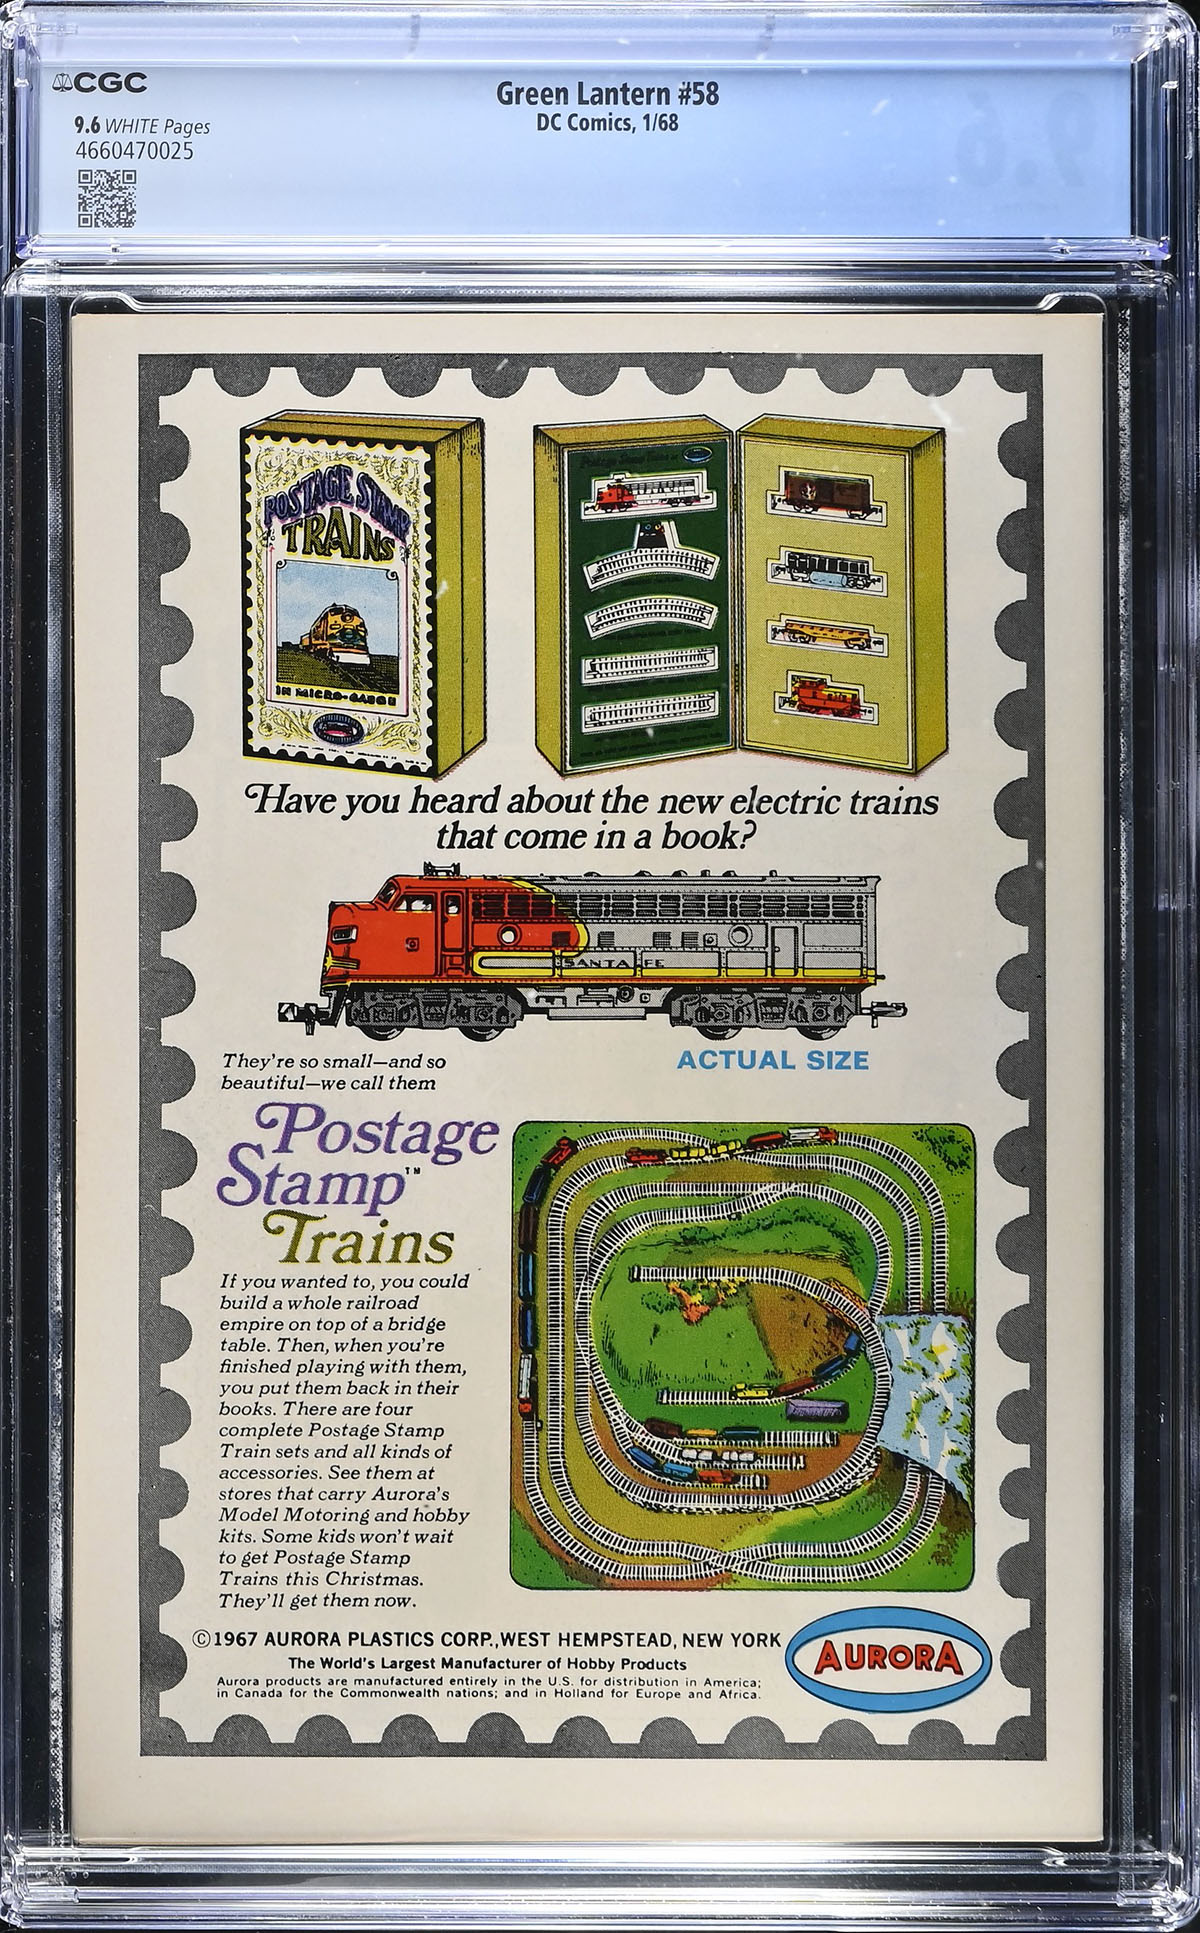 CGC
9.6 WHITE Pages
4660470025
Green Lantern #58
DC Comics, 1/68
9.6
POSTAGE STAMP
TRAINS
IN MICRO-GAUGE
Postage Stamp Trains
Have you heard about the new electric trains
that come in a book?
SANTA FE
They're so small—and so
beautiful—we call them
ACTUAL SIZE
Postage
Stamp™
Trains
If you wanted to, you could
build a whole railroad
empire on top of a bridge
table. Then, when you're
finished playing with them,
you put them back in their
books. There are four
complete Postage Stamp
Train sets and all kinds of
accessories. See them at
stores that carry Aurora's
Model Motoring and hobby
kits. Some kids won't wait
to get Postage Stamp
Trains this Christmas.
They'll get them now.
©1967 AURORA PLASTICS CORP., WEST HEMPSTEAD, NEW YORK
The World's Largest Manufacturer of Hobby Products
Aurora products are manufactured entirely in the U.S. for distribution in America;
in Canada for the Commonwealth nations; and in Holland for Europe and Africa.
AURORA